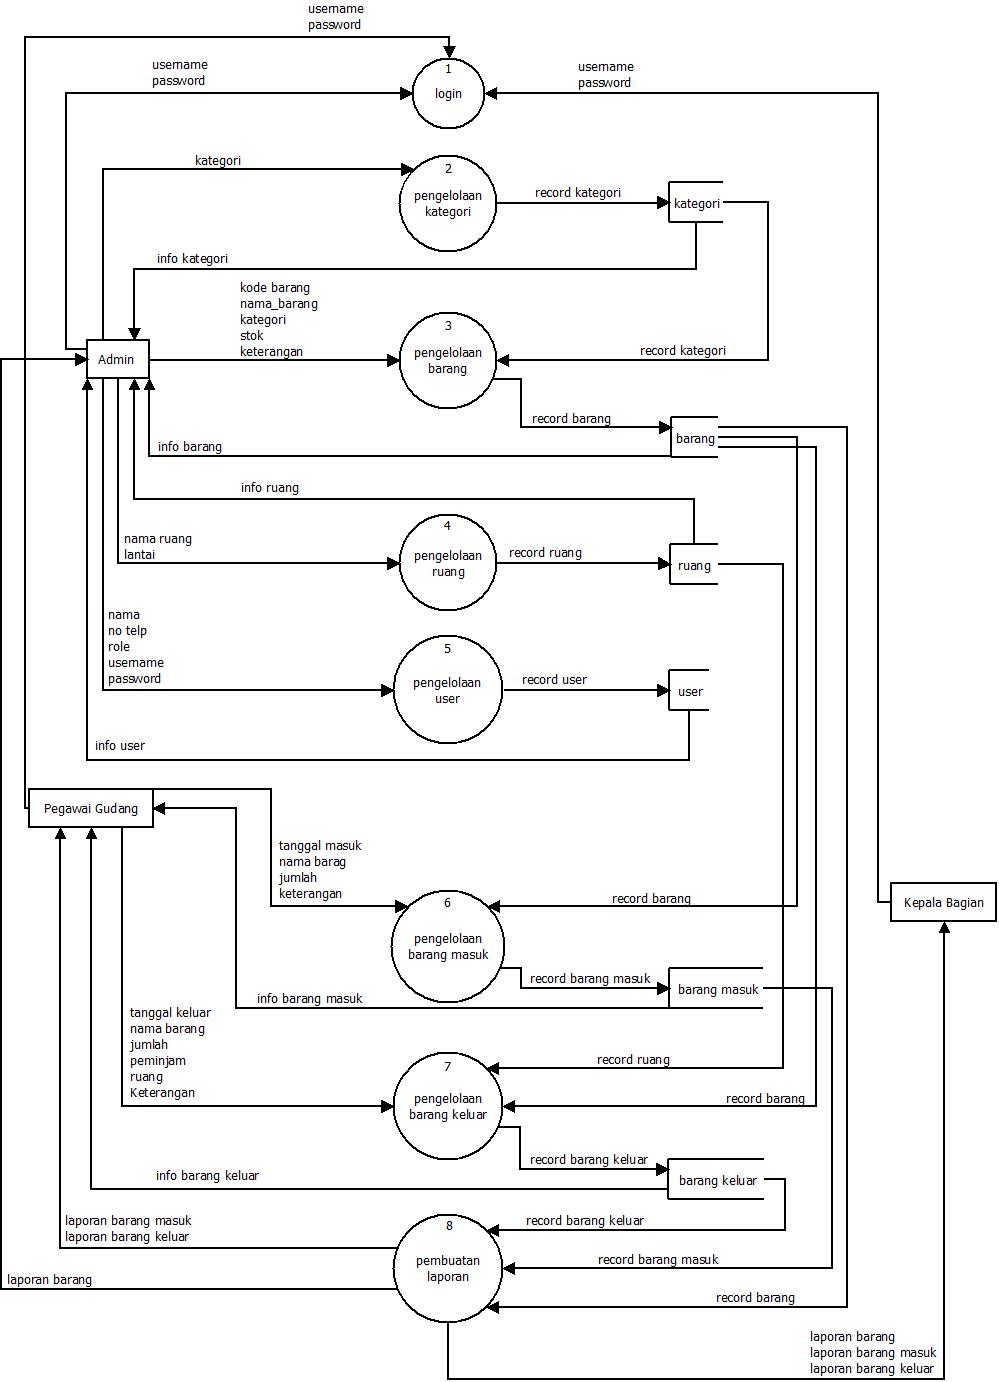 username
password
username
password
1
login
username
password
kategori
2
pengelolaan
kategori
record kategori
kategori
info kategori
kode barang
nama_barang
kategori
stok
keterangan
3
pengelolaan
barang
record kategori
Admin
record barang
barang
info barang
info ruang
4
pengelolaan
ruang
nama ruang
lantai
record ruang
ruang
nama
no telp
role
username
password
5
pengelolaan
user
record user
user
info user
Pegawai Gudang
tanggal masuk
nama barag
jumlah
keterangan
6
pengelolaan
barang masuk
record barang
Kepala Bagian
record barang masuk
barang masuk
info barang masuk
tanggal keluar
nama barang
jumlah
peminjam
ruang
Keterangan
7
pengelolaan
barang keluar
record ruang
record barang
record barang keluar
barang keluar
info barang keluar
laporan barang masuk
laporan barang keluar
8
pembuatan
laporan
record barang keluar
record barang masuk
laporan barang
record barang
laporan barang
laporan barang masuk
laporan barang keluar